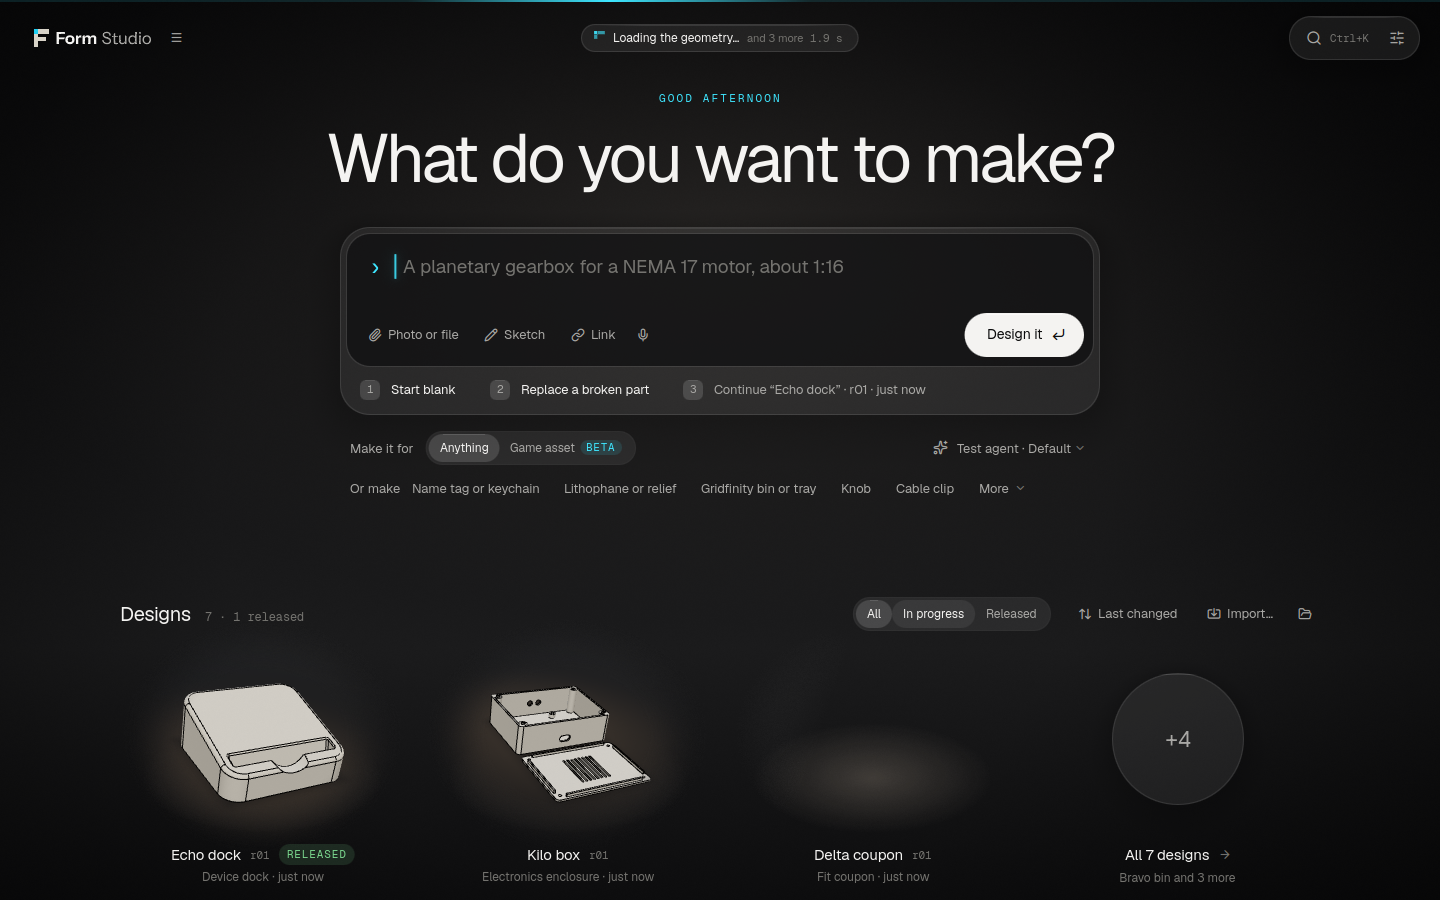 Form Studio
Loading the geometry... and 3 more 1.9 s
Ctrl+K
GOOD AFTERNOON
What do you want to make?
› A planetary gearbox for a NEMA 17 motor, about 1:16
Photo or file Sketch Link Design it
1 Start blank 2 Replace a broken part 3 Continue “Echo dock” · r01 · just now
Make it for Anything Game asset BETA Test agent · Default
Or make Name tag or keychain Lithophane or relief Gridfinity bin or tray Knob Cable clip More
Designs 7 · 1 released All In progress Released Last changed Import...
+4
Echo dock r01 RELEASED Kilo box r01 Delta coupon r01 All 7 designs →
Device dock · just now Electronics enclosure · just now Fit coupon · just now Bravo bin and 3 more